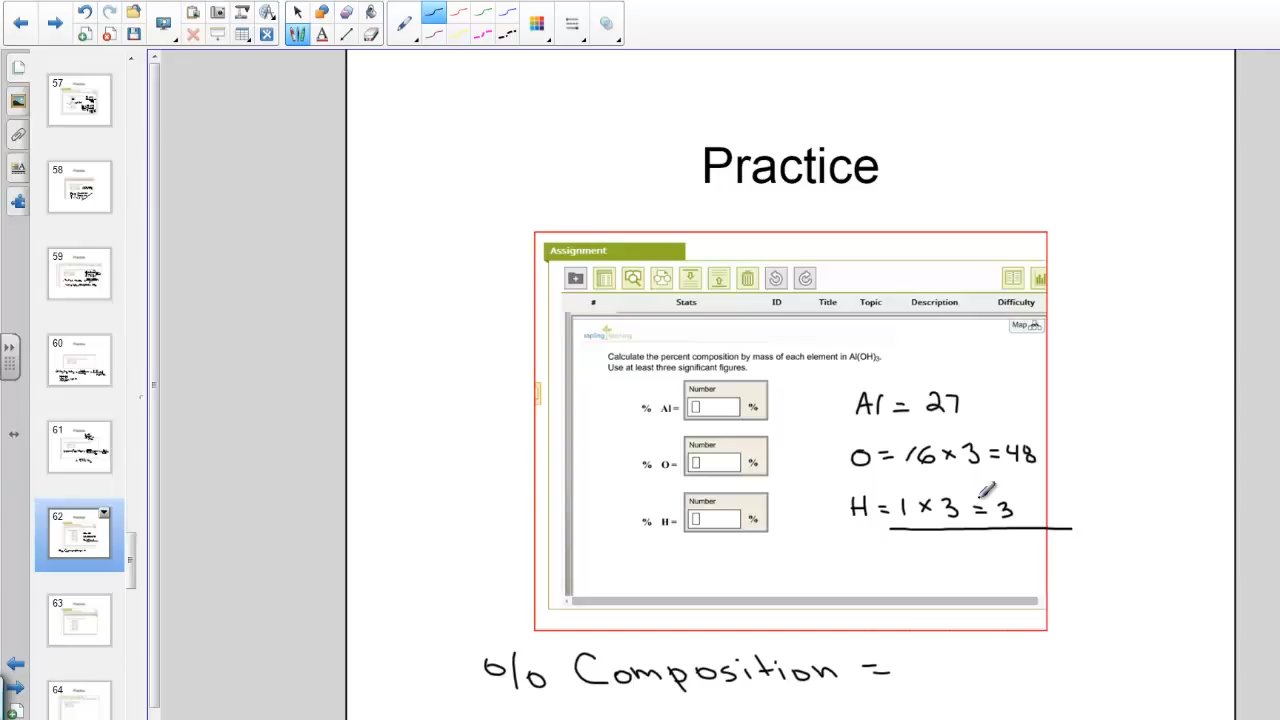 57
58
59
60
61
62
63
64
Practice
Assignment
# Stats ID Title Topic Description Difficulty
sapling learning
Map
Calculate the percent composition by mass of each element in Al(OH)₃.
Use at least three significant figures.
Number
% Al = %
Number
% O = %
Number
% H = %
Al = 27
O = 16 × 3 = 48
H = 1 × 3 = 3
% Composition =